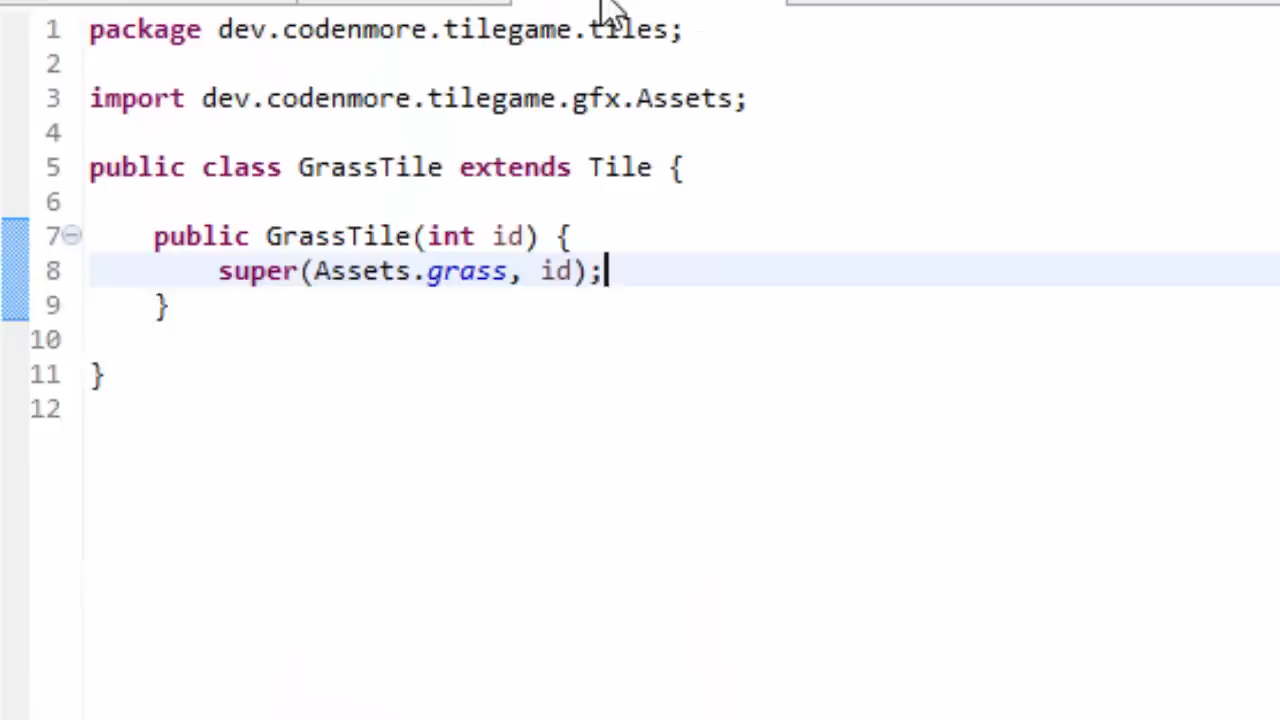 1 package dev.codenmore.tilegame.tiles;
2
3 import dev.codenmore.tilegame.gfx.Assets;
4
5 public class GrassTile extends Tile {
6
7 public GrassTile(int id) {
8 super(Assets.grass, id);
9 }
10
11 }
12